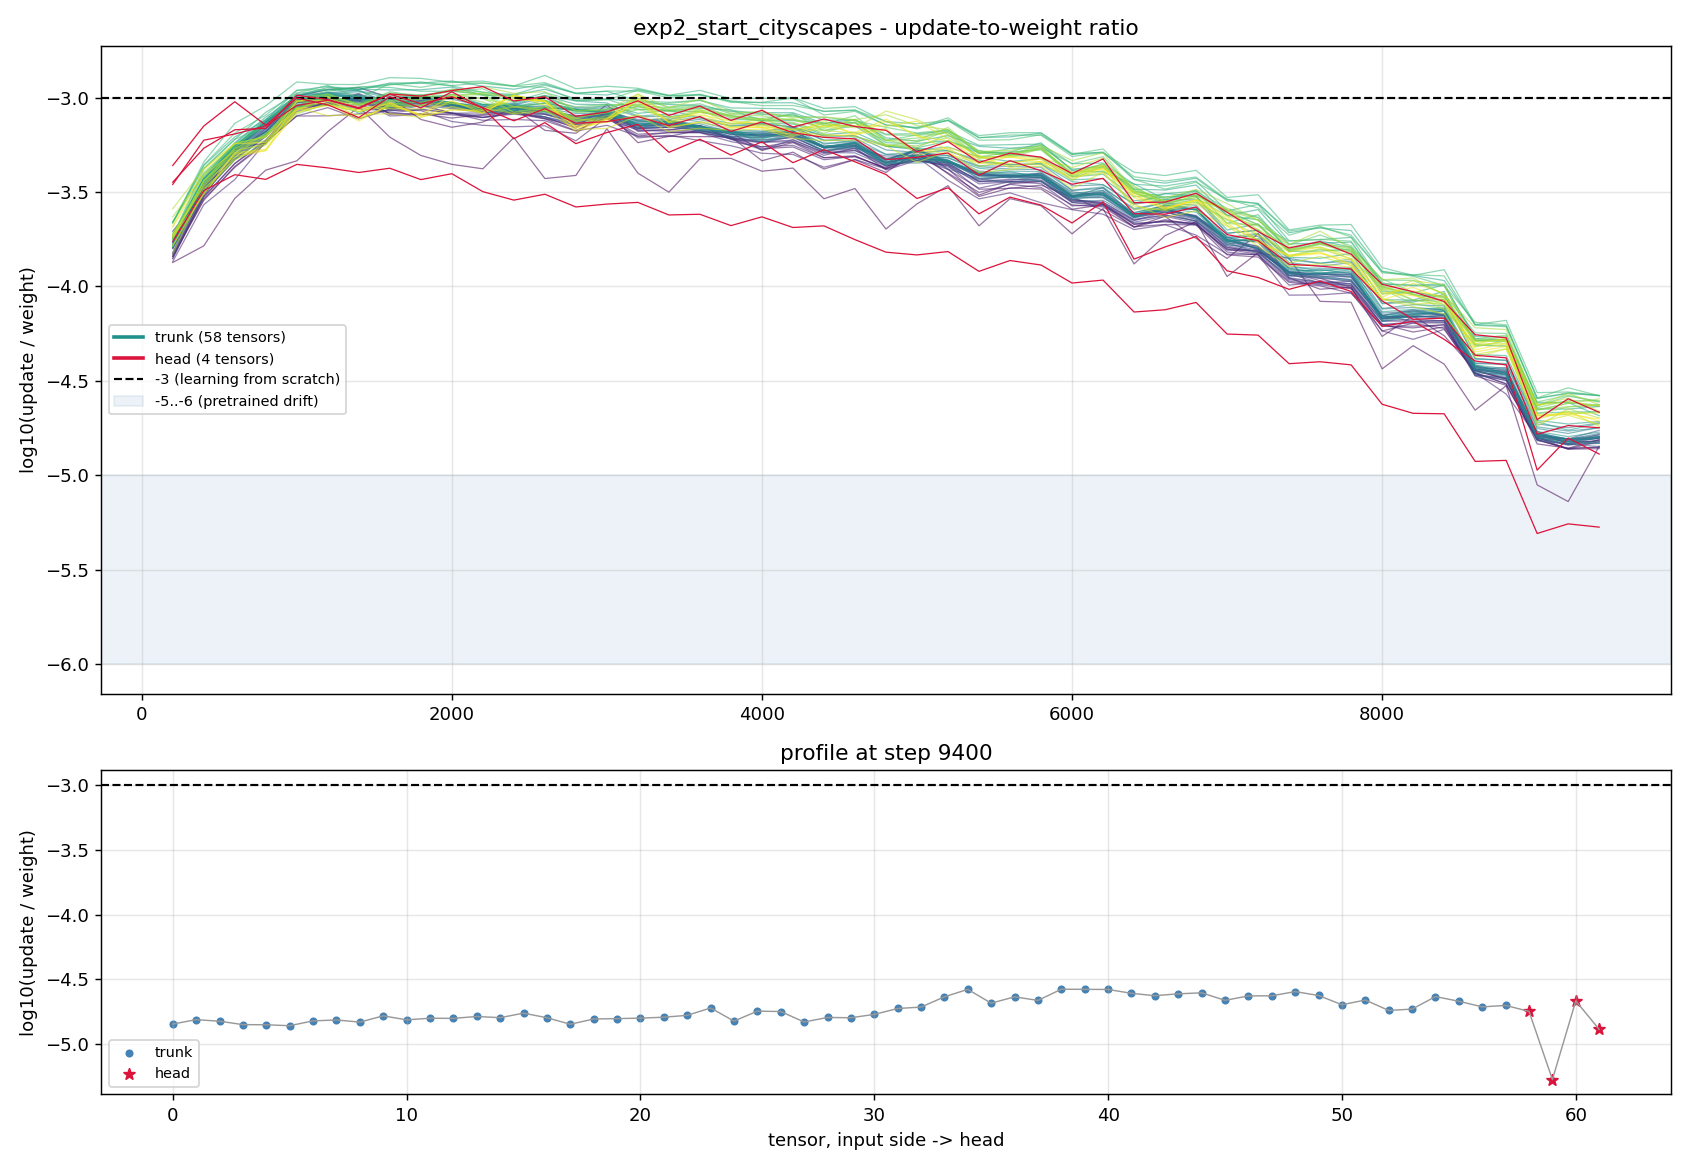 exp2_start_cityscapes - update-to-weight ratio
log10(update / weight)
−3.0
−3.5
−4.0
−4.5
−5.0
−5.5
−6.0
trunk (58 tensors)
head (4 tensors)
-3 (learning from scratch)
-5..-6 (pretrained drift)
0 2000 4000 6000 8000
profile at step 9400
log10(update / weight)
−3.0
−3.5
−4.0
−4.5
−5.0
trunk
head
0 10 20 30 40 50 60
tensor, input side -> head